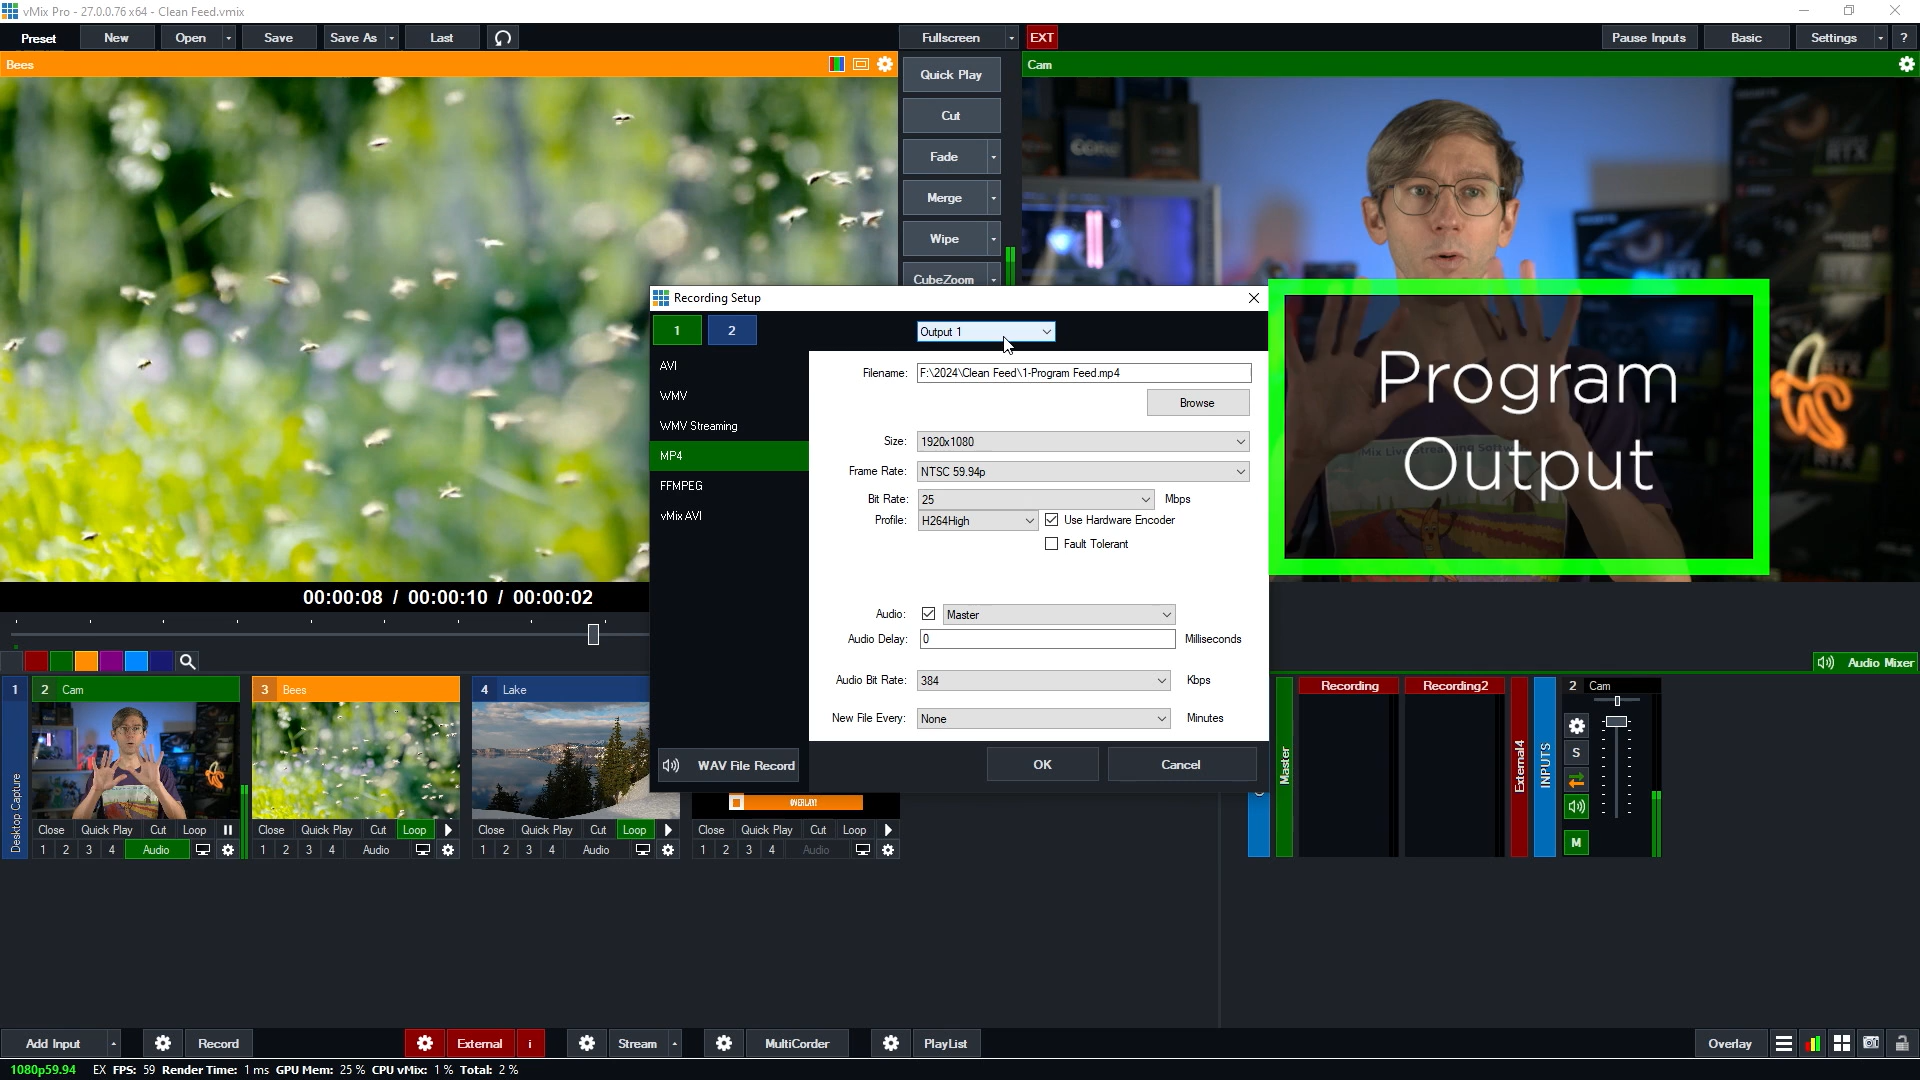 vMix Pro - 27.0.0.76 x64 - Clean Feed.vmix
Preset New Open Save Save As Last Fullscreen EXT Pause Inputs Basic Settings ?
Bees
Quick Play
Cam
Cut
Fade
Merge
Wipe
CubeZoom
Recording Setup
1 2 Output 1
AVI
WMV
WMV Streaming
MP4
FFMPEG
vMix AVI
Filename: F:\2024\Clean Feed\1-Program Feed.mp4
Browse
Size: 1920x1080
Frame Rate: NTSC 59.94p
Bit Rate: 25 Mbps
Profile: H264High Use Hardware Encoder
Fault Tolerant
Audio: Master
Audio Delay: 0 Milliseconds
Audio Bit Rate: 384 Kbps
New File Every: None Minutes
WAV File Record OK Cancel
Program
Output
CORE
RTX
00:00:08 / 00:00:10 / 00:00:02
Audio Mixer
1 2 Cam 3 Bees 4 Lake
Desktop Capture
OVERLAY!
Close Quick Play Cut Loop Close Quick Play Cut Loop Close Quick Play Cut Loop Close Quick Play Cut Loop
1 2 3 4 Audio 1 2 3 4 Audio 1 2 3 4 Audio 1 2 3 4 Audio
Master Recording Recording2 External4 INPUTS 2 Cam
S
M
Add Input Record External i Stream MultiCorder PlayList Overlay
1080p59.94 EX FPS: 59 Render Time: 1 ms GPU Mem: 25 % CPU vMix: 1 % Total: 2 %